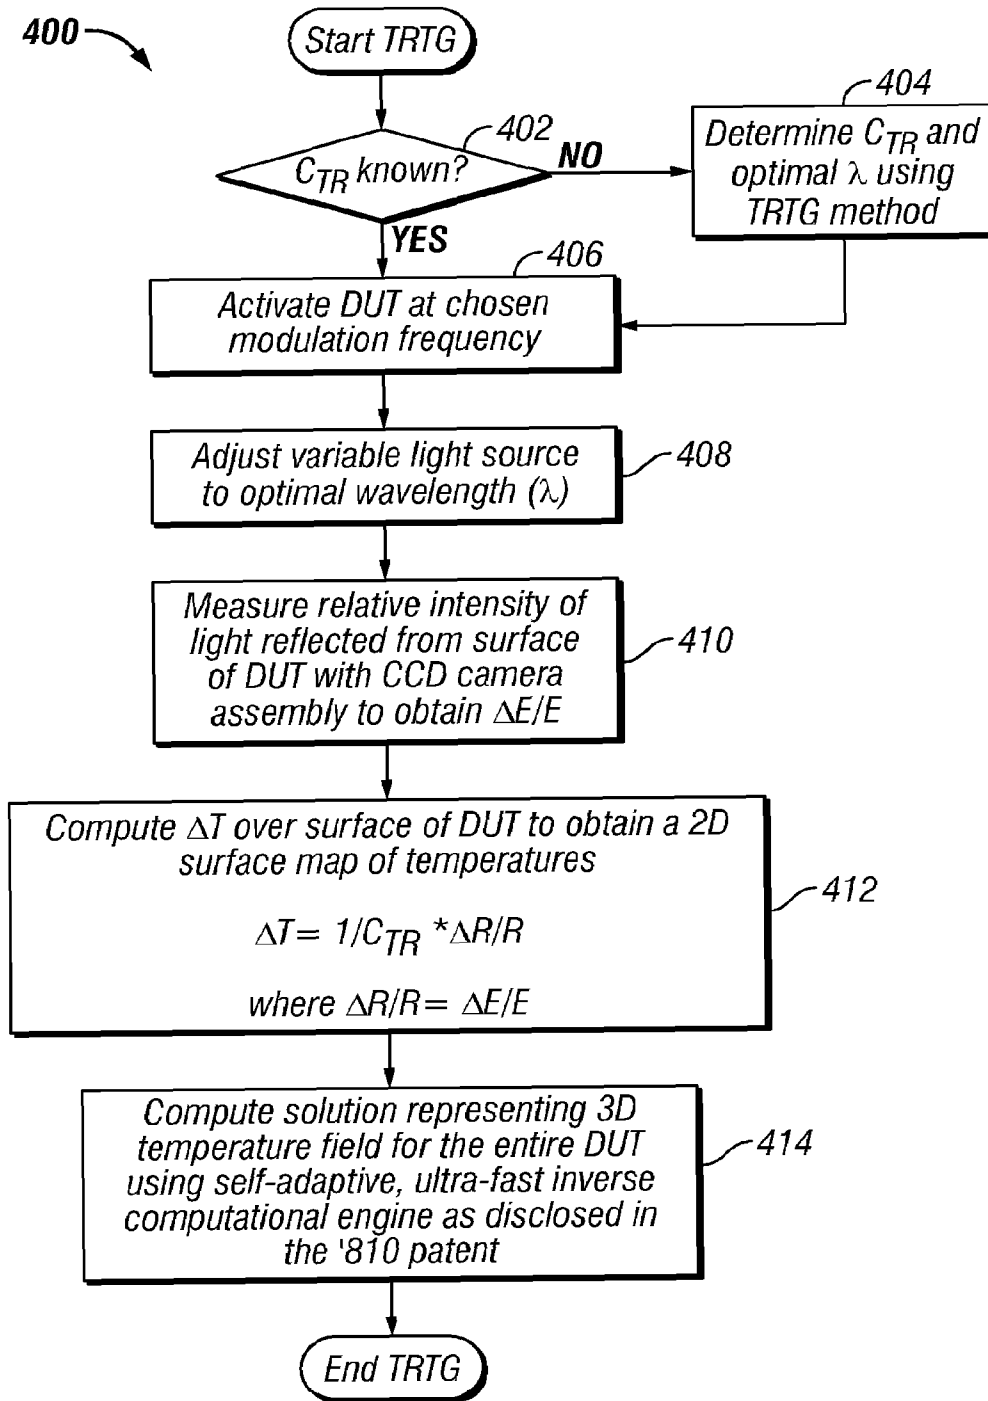 400
Start TRTG
402
C_TR known?
NO
404
Determine C_TR and
optimal λ using
TRTG method
YES
406
Activate DUT at chosen
modulation frequency
408
Adjust variable light source
to optimal wavelength (λ)
410
Measure relative intensity of
light reflected from surface
of DUT with CCD camera
assembly to obtain ΔE/E
412
Compute ΔT over surface of DUT to obtain a 2D
surface map of temperatures
ΔT= 1/C_TR *ΔR/R
where ΔR/R= ΔE/E
414
Compute solution representing 3D
temperature field for the entire DUT
using self-adaptive, ultra-fast inverse
computational engine as disclosed in
the '810 patent
End TRTG